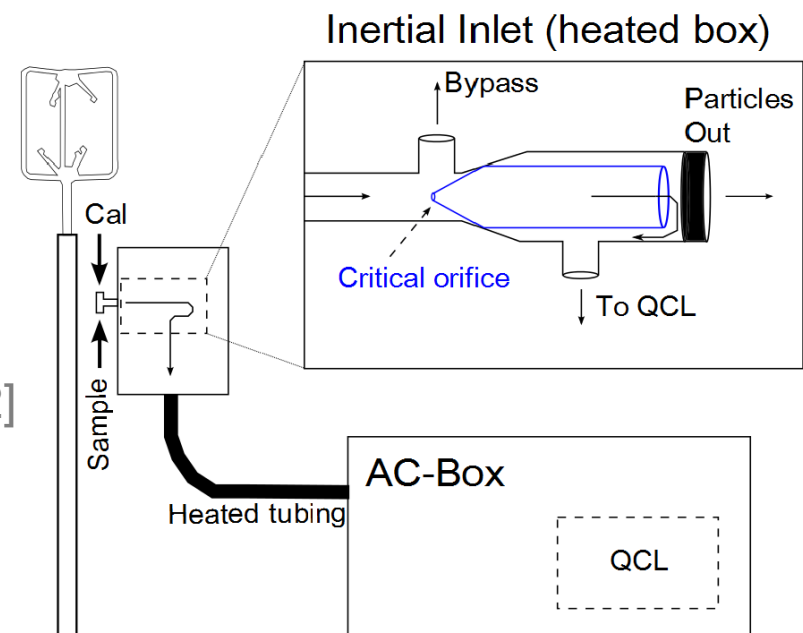 Inertial Inlet (heated box)
Bypass
Particles
Out
Cal
Critical orifice
To QCL
Sample
]
AC-Box
Heated tubing
QCL